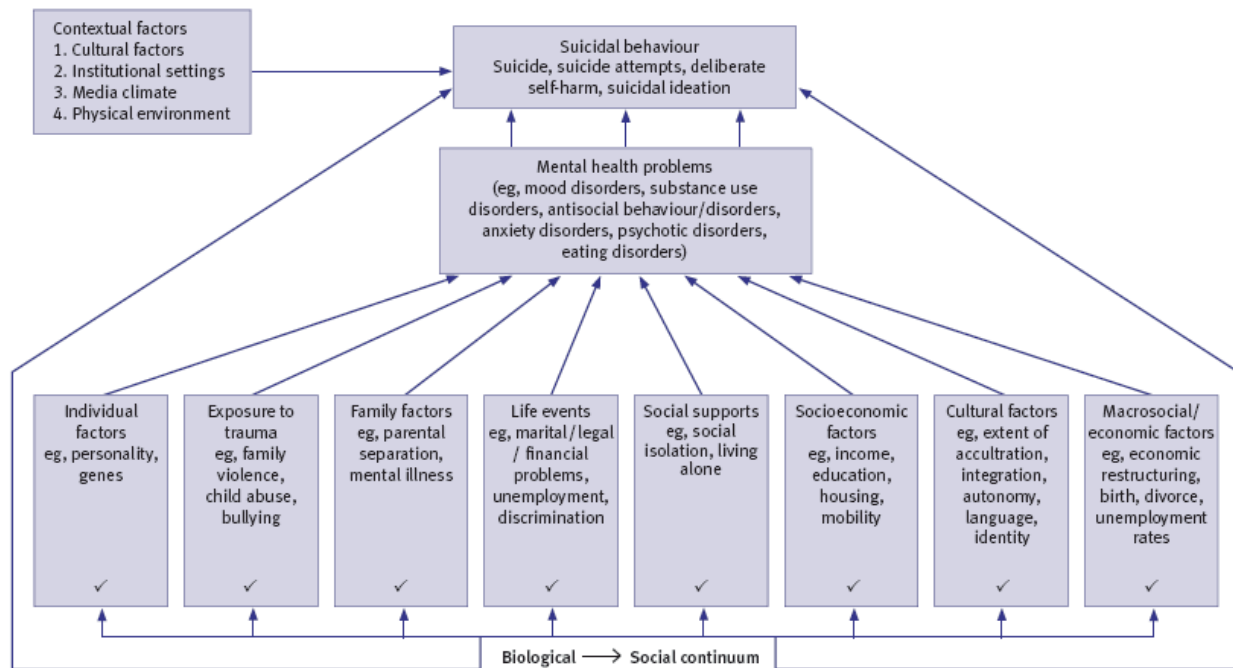 Contextual factors
1. Cultural factors
2. Institutional settings
3. Media climate
4. Physical environment
Suicidal behaviour
Suicide, suicide attempts, deliberate
self-harm, suicidal ideation
Mental health problems
(eg, mood disorders, substance use
disorders, antisocial behaviour/disorders,
anxiety disorders, psychotic disorders,
eating disorders)
Individual
factors
eg, personality,
genes
✓
Exposure to
trauma
eg, family
violence,
child abuse,
bullying
✓
Family factors
eg, parental
separation,
mental illness
✓
Life events
eg, marital/legal
/ financial
problems,
unemployment,
discrimination
✓
Social supports
eg, social
isolation, living
alone
✓
Socioeconomic
factors
eg, income,
education,
housing,
mobility
✓
Cultural factors
eg, extent of
accultration,
integration,
autonomy,
language,
identity
✓
Macrosocial/
economic factors
eg, economic
restructuring,
birth, divorce,
unemployment
rates
✓
Biological ⟶ Social continuum